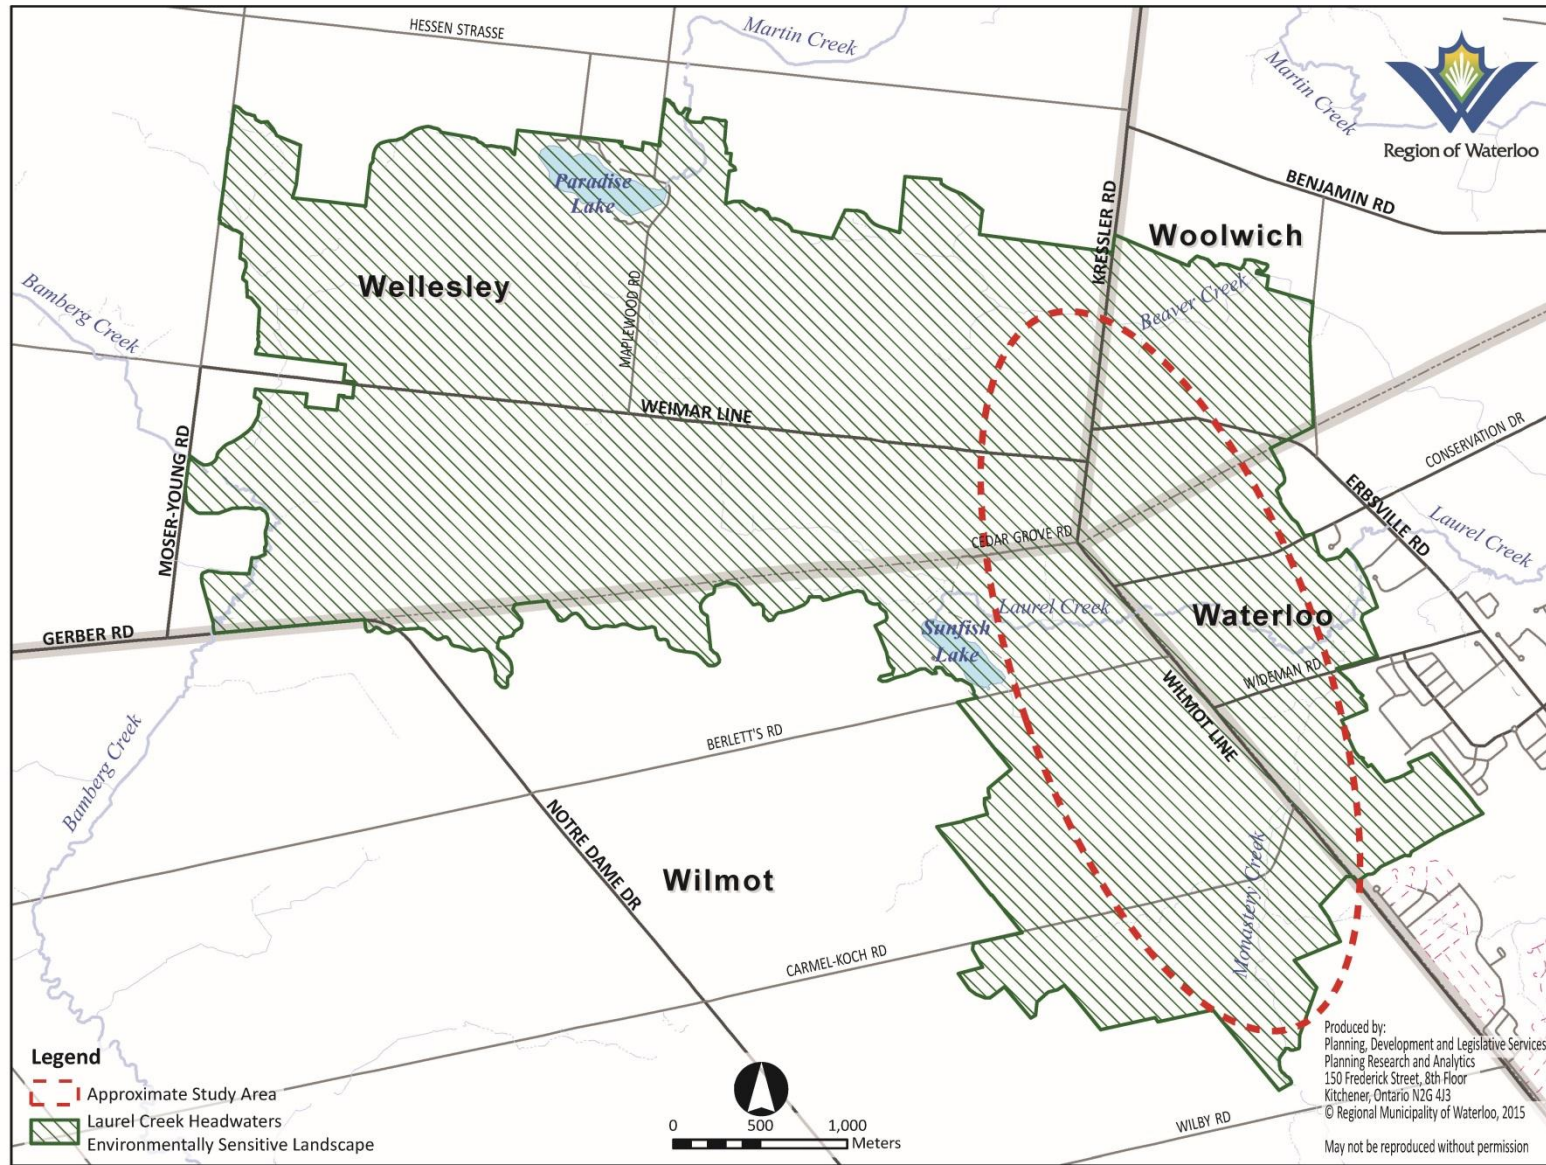 HESSEN STRASSE
Martin Creek
Martin Creek
Region of Waterloo
BENJAMIN RD
KRESSLER RD
Woolwich
Paradise
Lake
Wellesley
MAPLEWOOD RD
Beaver Creek
Bamberg Creek
WEIMAR LINE
MOSER-YOUNG RD
CONSERVATION DR
ERBSVILLE RD
Laurel Creek
CEDAR GROVE RD
Laurel Creek
Waterloo
Sunfish
Lake
GERBER RD
WIDEMAN RD
WILMOT LINE
BERLETT'S RD
Bamberg Creek
NOTRE DAME DR
Wilmot
Monastery Creek
CARMEL-KOCH RD
Legend
Approximate Study Area
Laurel Creek Headwaters
Environmentally Sensitive Landscape
0 500 1,000
Meters
WILBY RD
Produced by:
Planning, Development and Legislative Services
Planning Research and Analytics
150 Frederick Street, 8th Floor
Kitchener, Ontario N2G 4J3
© Regional Municipality of Waterloo, 2015
May not be reproduced without permission